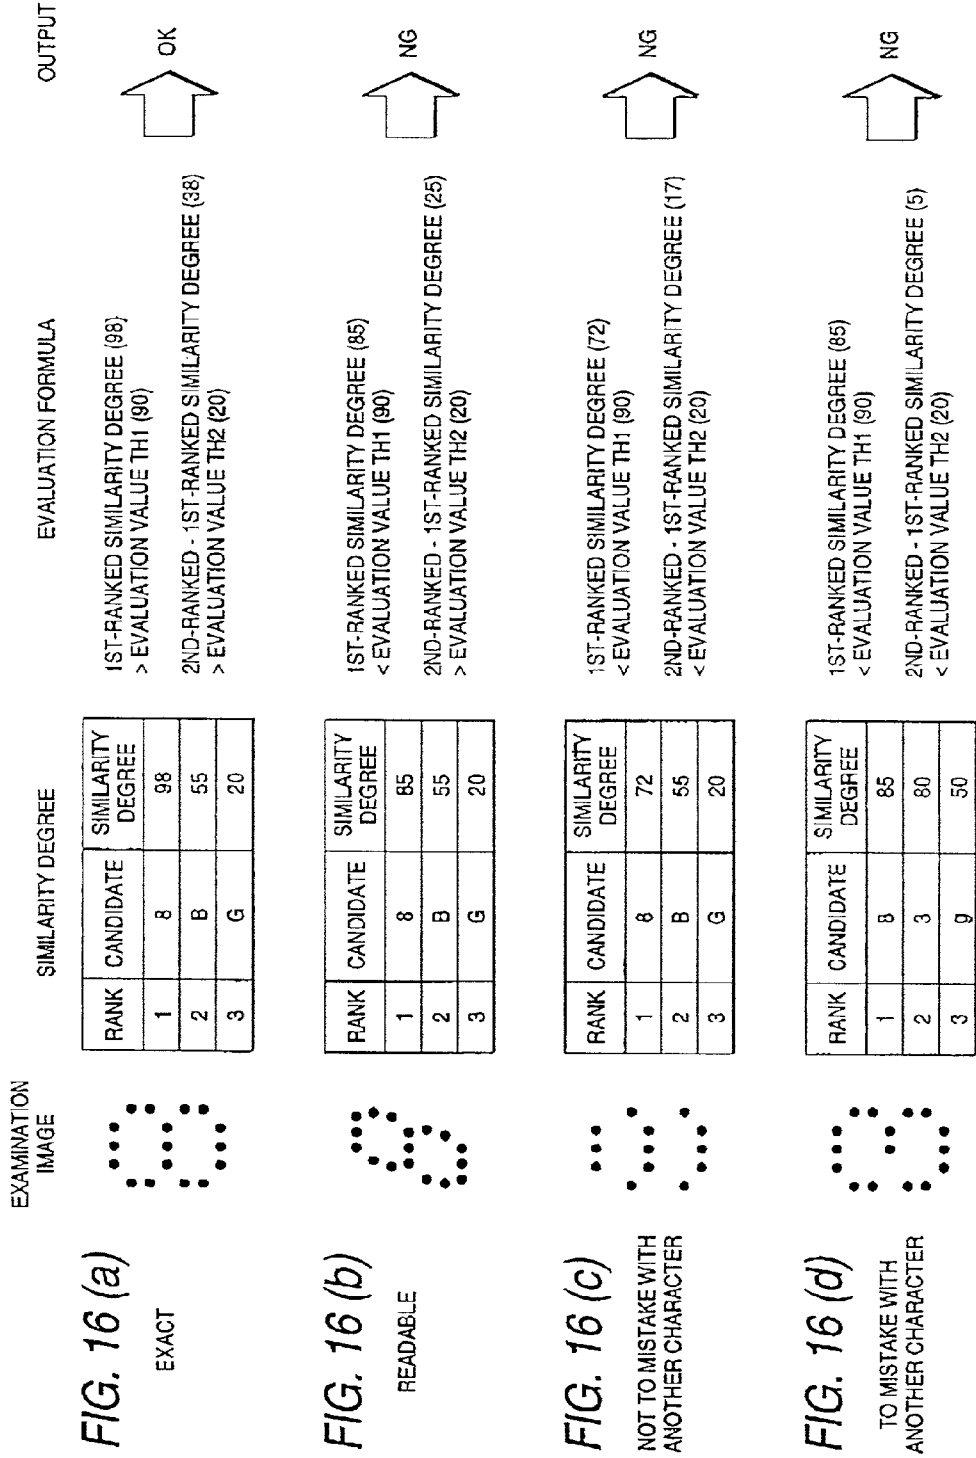 EXAMINATION
IMAGE
SIMILARITY DEGREE
EVALUATION FORMULA
OUTPUT
FIG. 16 (a)
EXACT
RANK CANDIDATE SIMILARITY DEGREE
1 8 98
2 B 55
3 G 20
1ST-RANKED SIMILARITY DEGREE (98)
> EVALUATION VALUE TH1 (90)
2ND-RANKED - 1ST-RANKED SIMILARITY DEGREE (38)
> EVALUATION VALUE TH2 (20)
OK
FIG. 16 (b)
READABLE
RANK CANDIDATE SIMILARITY DEGREE
1 8 85
2 B 55
3 G 20
1ST-RANKED SIMILARITY DEGREE (85)
< EVALUATION VALUE TH1 (90)
2ND-RANKED - 1ST-RANKED SIMILARITY DEGREE (25)
> EVALUATION VALUE TH2 (20)
NG
FIG. 16 (c)
NOT TO MISTAKE WITH
ANOTHER CHARACTER
RANK CANDIDATE SIMILARITY DEGREE
1 8 72
2 B 55
3 G 20
1ST-RANKED SIMILARITY DEGREE (72)
< EVALUATION VALUE TH1 (90)
2ND-RANKED - 1ST-RANKED SIMILARITY DEGREE (17)
< EVALUATION VALUE TH2 (20)
NG
FIG. 16 (d)
TO MISTAKE WITH
ANOTHER CHARACTER
RANK CANDIDATE SIMILARITY DEGREE
1 8 85
2 3 80
3 9 50
1ST-RANKED SIMILARITY DEGREE (85)
< EVALUATION VALUE TH1 (90)
2ND-RANKED - 1ST-RANKED SIMILARITY DEGREE (5)
< EVALUATION VALUE TH2 (20)
NG